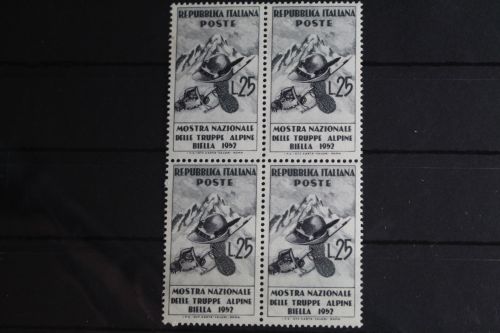 REPUBBLICA ITALIANA
POSTE
L.25
MOSTRA NAZIONALE
DELLE TRUPPE ALPINE
BIELLA 1952
REPUBBLICA ITALIANA
POSTE
L.25
MOSTRA NAZIONALE
DELLE TRUPPE ALPINE
BIELLA 1952
REPUBBLICA ITALIANA
POSTE
L.25
MOSTRA NAZIONALE
DELLE TRUPPE ALPINE
BIELLA 1952
REPUBBLICA ITALIANA
POSTE
L.25
MOSTRA NAZIONALE
DELLE TRUPPE ALPINE
BIELLA 1952